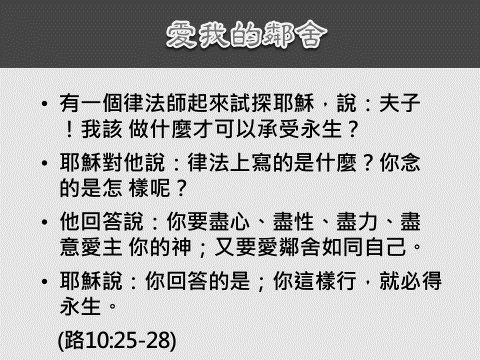 愛我的鄰舍
• 有一個律法師起來試探耶穌，說：夫子
！我該 做什麼才可以承受永生？
• 耶穌對他說：律法上寫的是什麼？你念
的是怎 樣呢？
• 他回答說：你要盡心、盡性、盡力、盡
意愛主 你的神；又要愛鄰舍如同自己。
• 耶穌說：你回答的是；你這樣行，就必得
永生。
(路10:25-28)